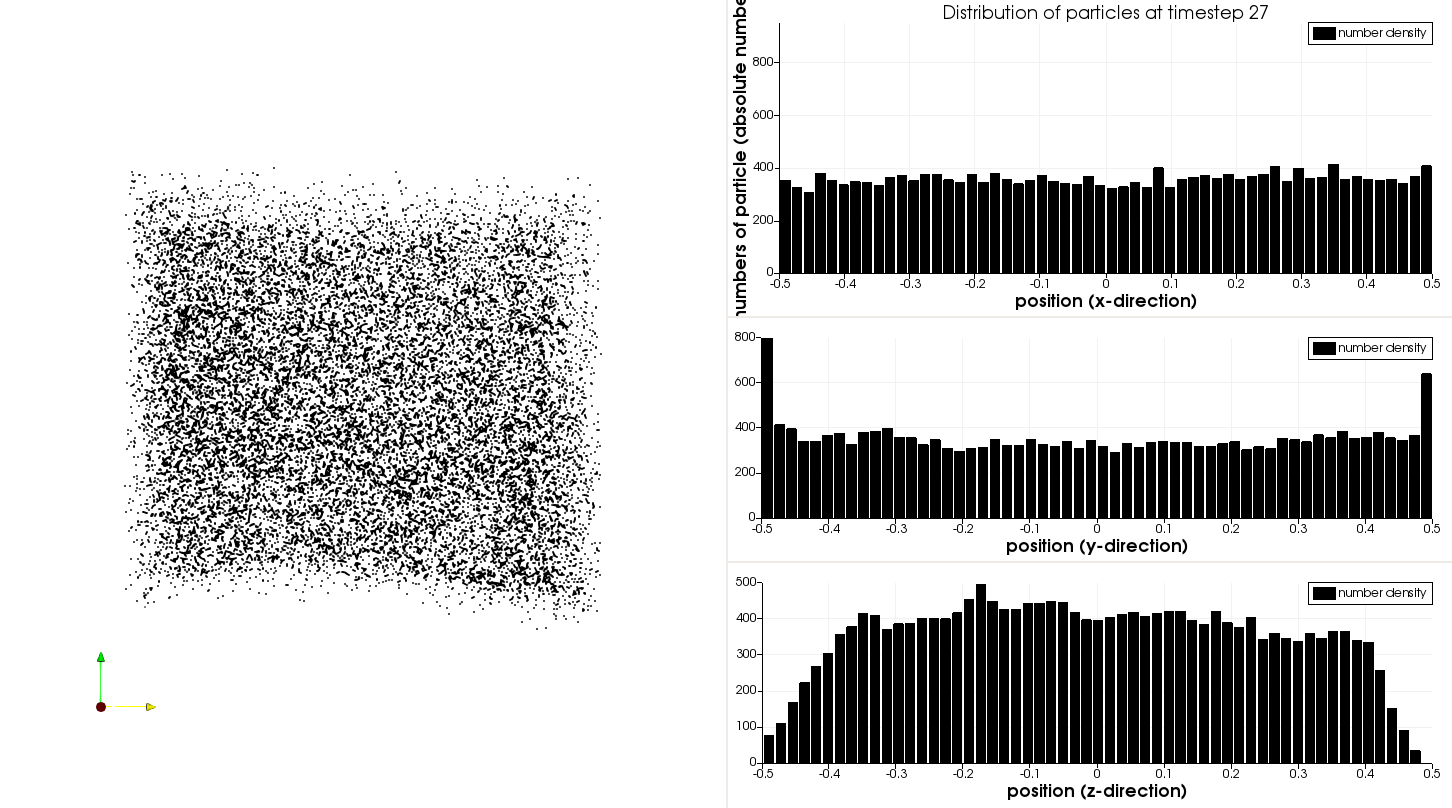 Distribution of particles at timestep 27
numbers of particle (absolute numbe
number density
800
600
400
200
0
-0.5 -0.4 -0.3 -0.2 -0.1 0 0.1 0.2 0.3 0.4 0.5
position (x-direction)
number density
800
600
400
200
0
-0.5 -0.4 -0.3 -0.2 -0.1 0 0.1 0.2 0.3 0.4 0.5
position (y-direction)
number density
500
400
300
200
100
0
-0.5 -0.4 -0.3 -0.2 -0.1 0 0.1 0.2 0.3 0.4 0.5
position (z-direction)